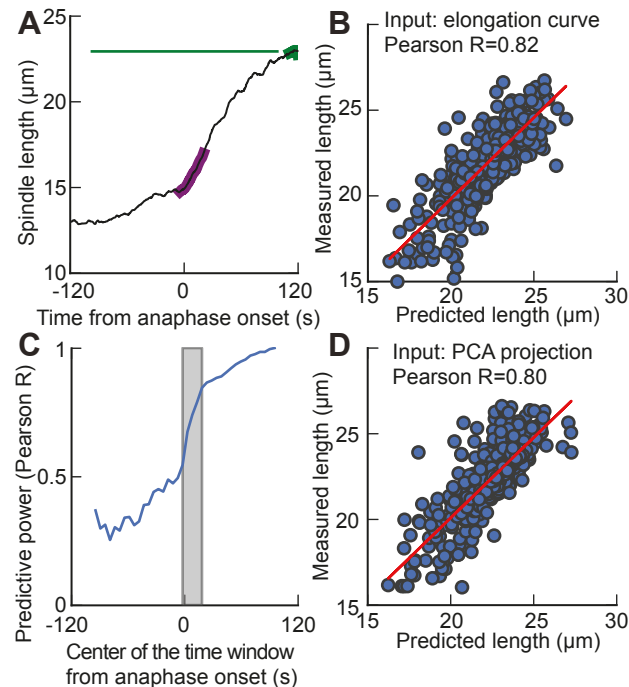 A
Spindle length (µm)
25
20
15
10
-120
0
120
Time from anaphase onset (s)
B
Input: elongation curve
Pearson R=0.82
Measured length (µm)
25
20
15
15
20
25
30
Predicted length (µm)
C
Predictive power (Pearson R)
1
0.5
0
-120
0
120
Center of the time window
from anaphase onset (s)
D
Input: PCA projection
Pearson R=0.80
Measured length (µm)
25
20
15
15
20
25
30
Predicted length (µm)